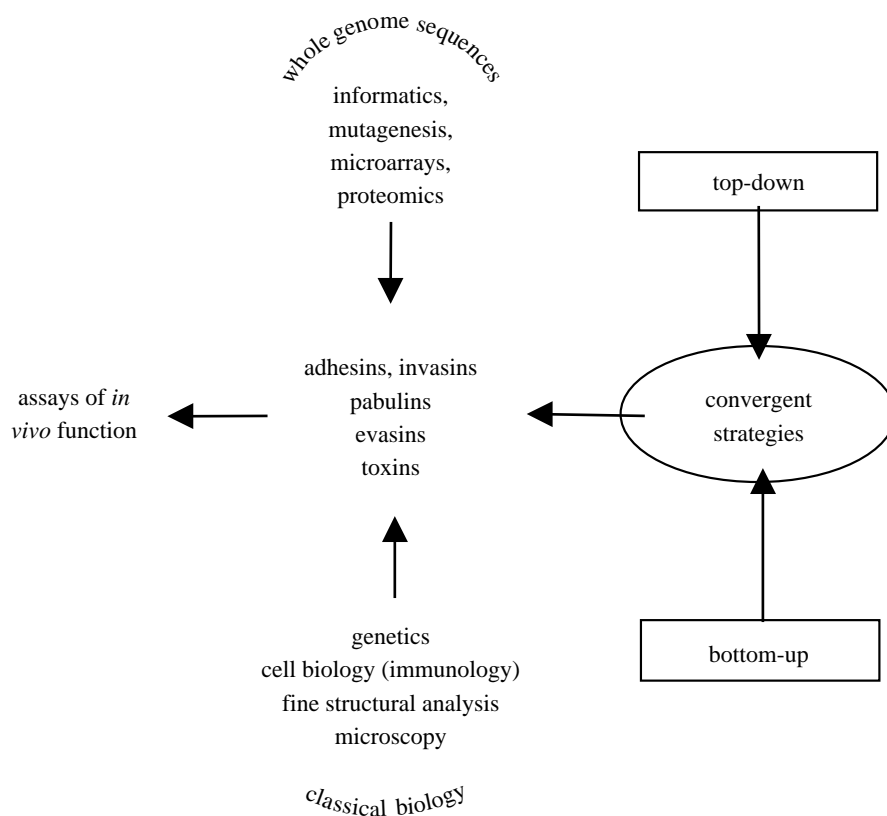 whole genome sequences
informatics,
mutagenesis,
microarrays,
proteomics
top-down
adhesins, invasins
pabulins
evasins
toxins
assays of in
vivo function
convergent
strategies
genetics
cell biology (immunology)
fine structural analysis
microscopy
bottom-up
classical biology